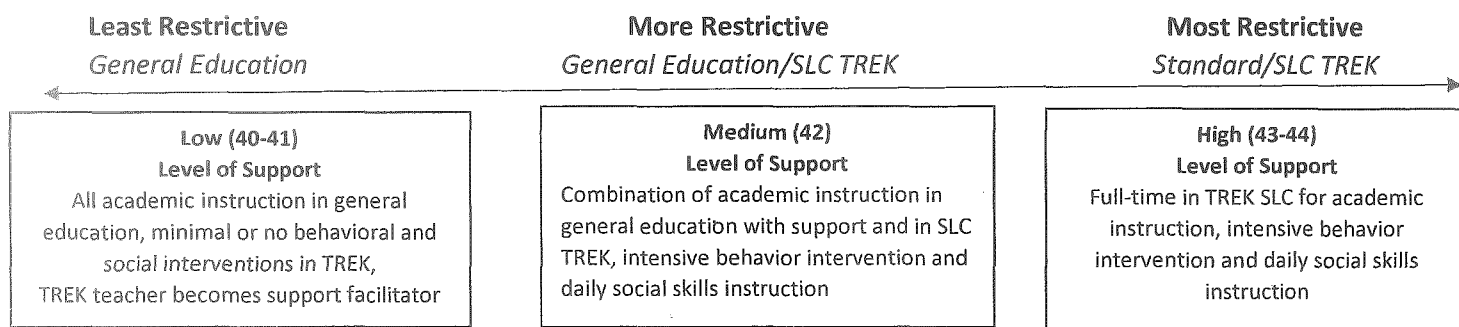 Least Restrictive
General Education
More Restrictive
General Education/SLC TREK
Most Restrictive
Standard/SLC TREK
Low (40-41)
Level of Support
All academic instruction in general
education, minimal or no behavioral and
social interventions in TREK,
TREK teacher becomes support facilitator
Medium (42)
Level of Support
Combination of academic instruction in
general education with support and in SLC
TREK, intensive behavior intervention and
daily social skills instruction
High (43-44)
Level of Support
Full-time in TREK SLC for academic
instruction, intensive behavior
intervention and daily social skills
instruction